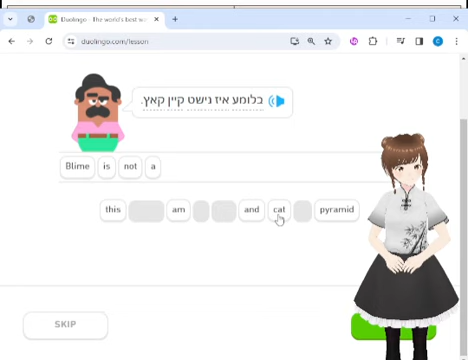 Duolingo - The world's best wa
duolingo.com/lesson
בלומע איז נישט קיין קאץ.
Blime is not a
this am and cat pyramid
SKIP